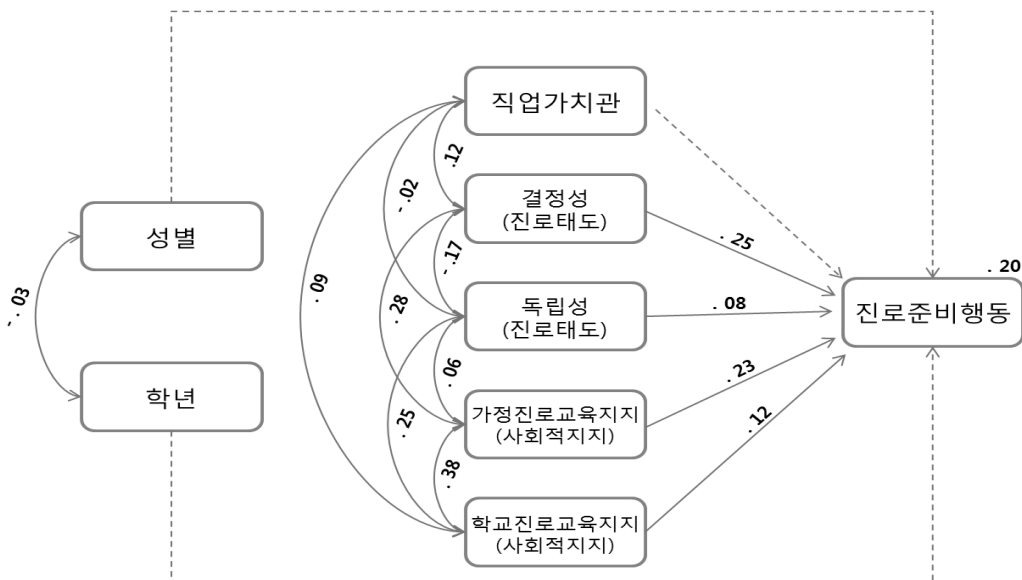 직업가치관
.12
-.02
결정성
(진로태도)
성별
-.17
.25
.20
-.03
.09
.28
독립성
(진로태도)
.08
진로준비행동
.06
.23
학년
.25
가정진로교육지지
(사회적지지)
.12
.38
학교진로교육지지
(사회적지지)